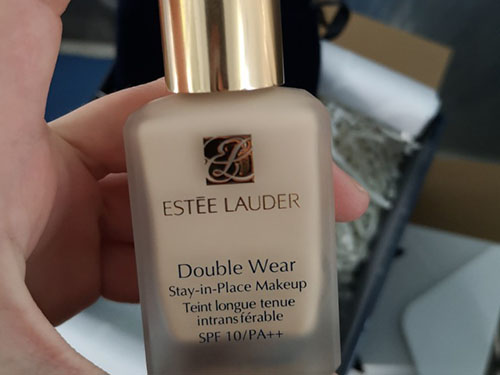 ESTĒE LAUDER
Double Wear
Stay-in-Place Makeup
Teint longue tenue
intransférable
SPF 10/PA++